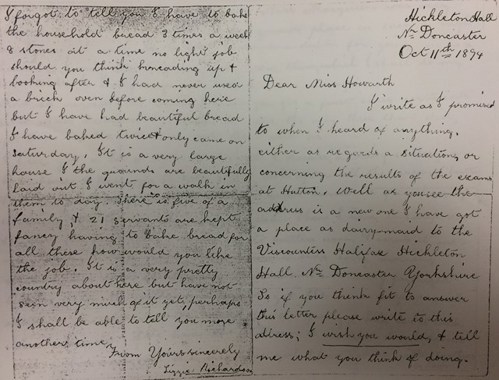 Hickleton Hall
Nr Doncaster
Oct 11th 1894
Dear Miss Howarth
I write as I promised
to when I heard of anything,
either as regards a situation, or
concerning the results of the exams
at Hutton. Well as you see the
adress is a new one I have got
a place as dairymaid to the
Viscountess Halifax Hickleton
Hall, Nr Doncaster Yorkshire
So if you think fit to answer
this letter please write to this
adress; I wish you would, & tell
me what you think of doing.
I forgot to tell you I have to bake
the household bread 3 times a week
8 stones at a time no light job
should you think kneading up &
looking after & I had never used
a brick oven before coming here
but I have had beautiful bread
I have baked twice & only came on
Saturday. It is a very large
house & the grounds are beautifully
laid out I went for a walk in
them to day. There is five of a
family & 21 servants are kept,
fancy having to bake bread for
all these how would you like
the job. It is a very pretty
country about here but have not
seen very much of it yet, perhaps
I shall be able to tell you more
another time,
From Yours sincerely
Lizzie Richardson